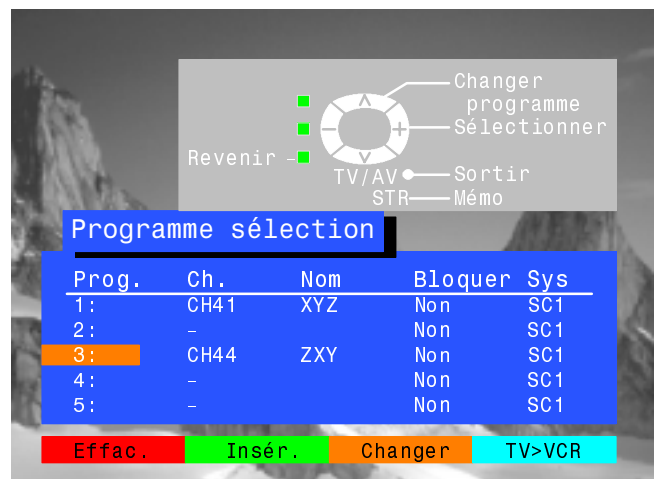 Changer
programme
Sélectionner
Revenir
TV/AV Sortir
STR Mémo
Programme sélection
Prog. Ch. Nom Bloquer Sys
1: CH41 XYZ Non SC1
2: – Non SC1
3: CH44 ZXY Non SC1
4: – Non SC1
5: – Non SC1
Effac. Insér. Changer TV>VCR